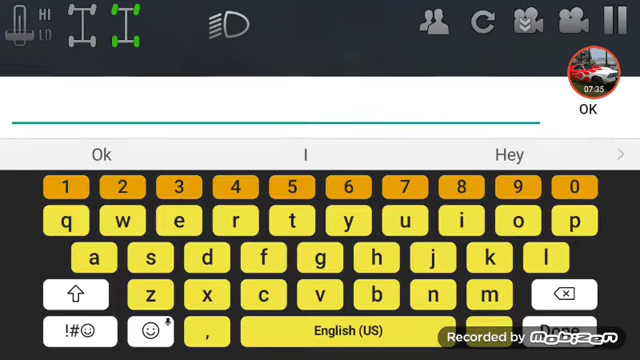 HI
LO
07:35
OK
Ok I Hey
1 2 3 4 5 6 7 8 9 0
q w e r t y u i o p
a s d f g h j k l
z x c v b n m
!#☺ , English (US) Done
Recorded by mobizen